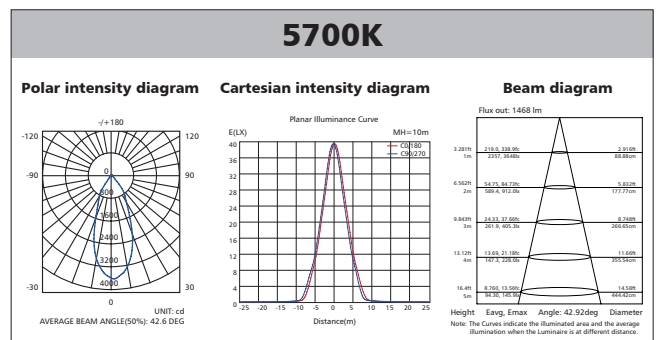 5700K
Polar intensity diagram
Cartesian intensity diagram
Beam diagram
-/+180
-120
120
-90
90
-30
30
0
0
800
1600
2400
3200
4000
UNIT: cd
AVERAGE BEAM ANGLE(50%): 42.6 DEG
Planar Illuminance Curve
E(LX)
MH=10m
C0/180
C90/270
40
36
32
28
24
20
16
12
8
4
0
-25 -20 -15 -10 -5 0 5 10 15 20 25
Distance(m)
Flux out: 1468 lm
3.281ft 219.0, 338.9fc 2.916ft
1m 2357, 3648lx 88.88cm
6.562ft 54.75, 84.73fc 5.832ft
2m 589.4, 912.0lx 177.77cm
9.843ft 24.33, 37.66fc 8.748ft
3m 261.9, 405.3lx 266.65cm
13.12ft 13.69, 21.18fc 11.66ft
4m 147.3, 228.0lx 355.54cm
16.4ft 8.760, 13.56fc 14.58ft
5m 94.30, 145.9lx 444.42cm
Height Eavg, Emax Angle: 42.92deg Diameter
Note: The Curves indicate the illuminated area and the average
illumination when the Luminaire is at different distance.